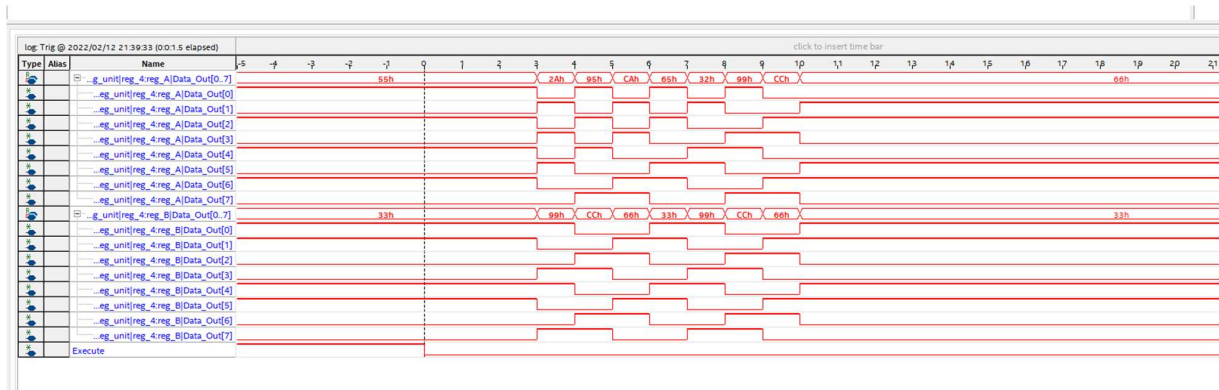 log: Trig @ 2022/02/12 21:39:33 (0:0:1.5 elapsed) click to insert time bar
Type Alias Name -5 -4 -3 -2 -1 0 1 2 3 4 5 6 7 8 9 10 11 12 13 14 15 16 17 18 19 20 21
...g_unit|reg_4:reg_A|Data_Out[0..7] 55h 2Ah 95h CAh 65h 32h 99h CCh 66h
...eg_unit|reg_4:reg_A|Data_Out[0]
...eg_unit|reg_4:reg_A|Data_Out[1]
...eg_unit|reg_4:reg_A|Data_Out[2]
...eg_unit|reg_4:reg_A|Data_Out[3]
...eg_unit|reg_4:reg_A|Data_Out[4]
...eg_unit|reg_4:reg_A|Data_Out[5]
...eg_unit|reg_4:reg_A|Data_Out[6]
...eg_unit|reg_4:reg_A|Data_Out[7]
...g_unit|reg_4:reg_B|Data_Out[0..7] 33h 99h CCh 66h 33h 99h CCh 66h 33h
...eg_unit|reg_4:reg_B|Data_Out[0]
...eg_unit|reg_4:reg_B|Data_Out[1]
...eg_unit|reg_4:reg_B|Data_Out[2]
...eg_unit|reg_4:reg_B|Data_Out[3]
...eg_unit|reg_4:reg_B|Data_Out[4]
...eg_unit|reg_4:reg_B|Data_Out[5]
...eg_unit|reg_4:reg_B|Data_Out[6]
...eg_unit|reg_4:reg_B|Data_Out[7]
Execute